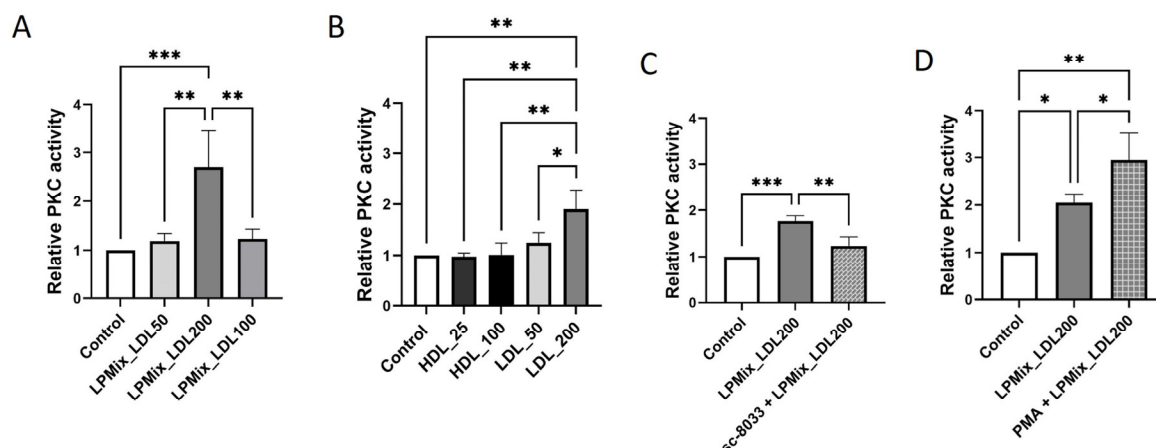 A
***
**
**
Relative PKC activity
4
3
2
1
0
Control
LPMix_LDL50
LPMix_LDL200
LPMix_LDL100
B
**
**
**
*
Relative PKC activity
4
3
2
1
0
Control
HDL_25
HDL_100
LDL_50
LDL_200
C
***
**
Relative PKC activity
4
3
2
1
0
Control
LPMix_LDL200
sc-8033 + LPMix_LDL200
D
**
*
*
Relative PKC activity
4
3
2
1
0
Control
LPMix_LDL200
PMA + LPMix_LDL200